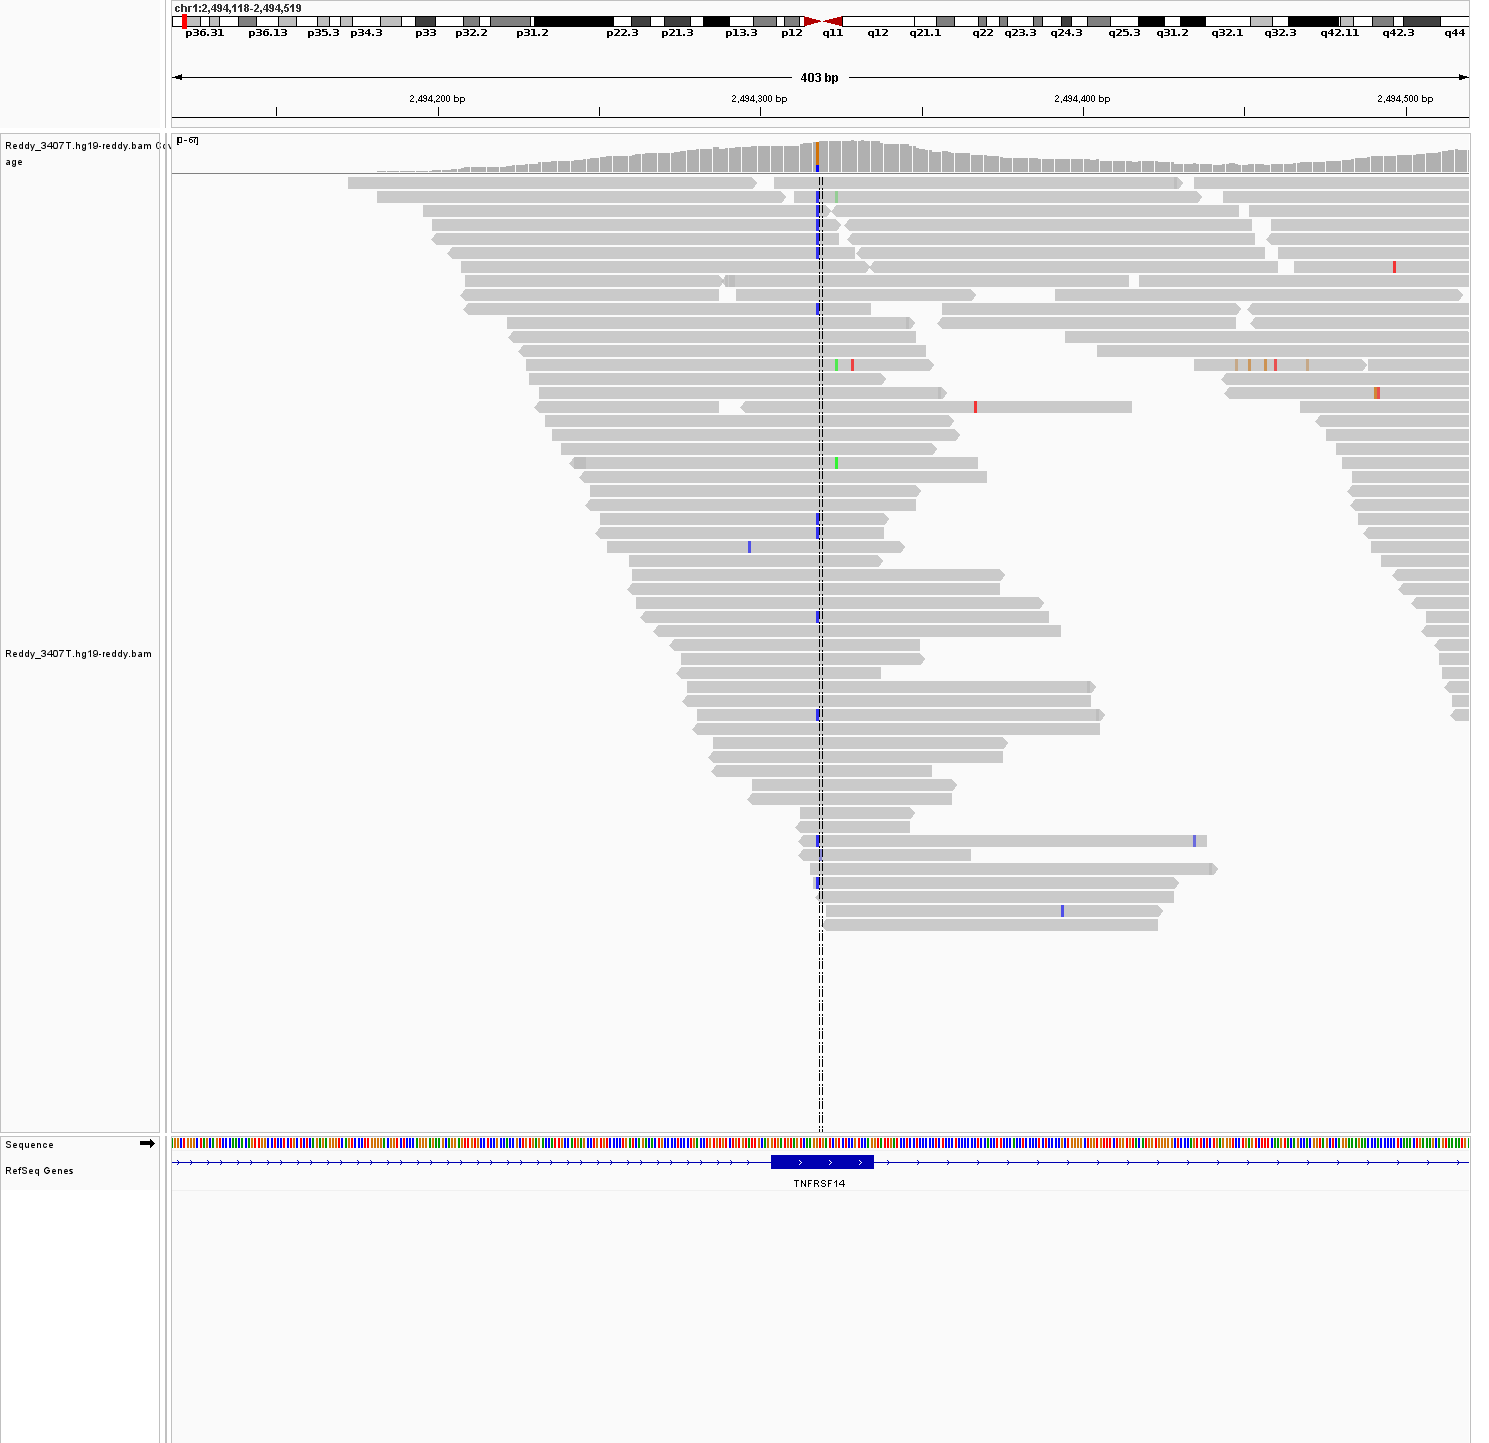 chr1:2,494,118-2,494,519
p36.31 p36.13 p35.3 p34.3 p33 p32.2 p31.2 p22.3 p21.3 p13.3 p12 q11 q12 q21.1 q22 q23.3 q24.3 q25.3 q31.2 q32.1 q32.3 q42.11 q42.3 q44
403 bp
2,494,200 bp 2,494,300 bp 2,494,400 bp 2,494,500 bp
[0 - 67]
Reddy_3407T.hg19-reddy.bam Cov
age
Reddy_3407T.hg19-reddy.bam
Sequence
RefSeq Genes
TNFRSF14